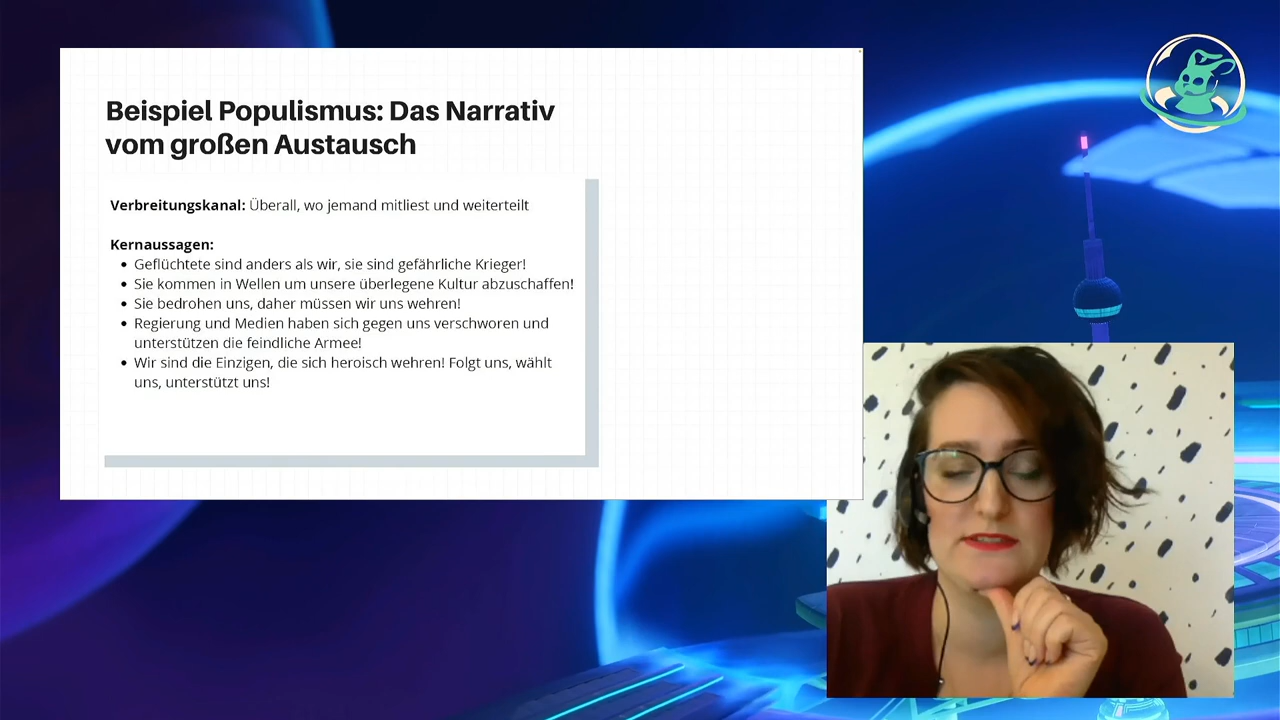 Beispiel Populismus: Das Narrativ
vom großen Austausch
Verbreitungskanal: Überall, wo jemand mitliest und weiterteilt
Kernaussagen:
• Geflüchtete sind anders als wir, sie sind gefährliche Krieger!
• Sie kommen in Wellen um unsere überlegene Kultur abzuschaffen!
• Sie bedrohen uns, daher müssen wir uns wehren!
• Regierung und Medien haben sich gegen uns verschworen und
unterstützen die feindliche Armee!
• Wir sind die Einzigen, die sich heroisch wehren! Folgt uns, wählt
uns, unterstützt uns!